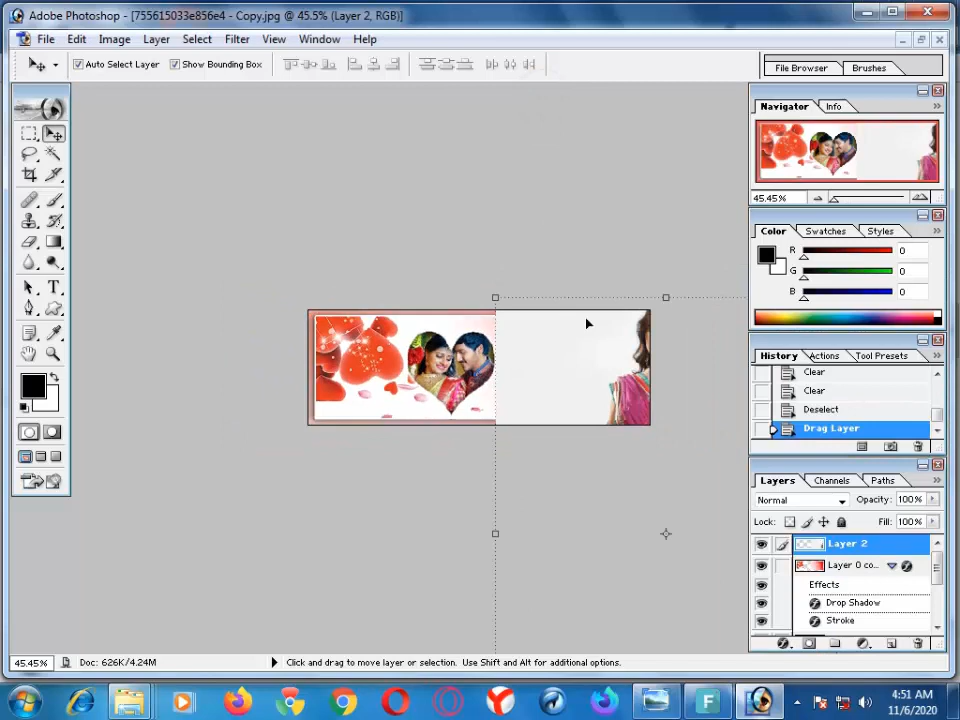 Adobe Photoshop - [755615033e856e4 - Copy.jpg @ 45.5% (Layer 2, RGB)]
File Edit Image Layer Select Filter View Window Help
Auto Select Layer Show Bounding Box File Browser Brushes
Navigator Info
45.45%
Color Swatches Styles
R 0
G 0
B 0
History Actions Tool Presets
Clear
Clear
Deselect
Drag Layer
Layers Channels Paths
Normal Opacity: 100%
Lock: Fill: 100%
Layer 2
Layer 0 co...
Effects
Drop Shadow
Stroke
45.45% Doc: 626K/4.24M Click and drag to move layer or selection. Use Shift and Alt for additional options.
4:51 AM
11/6/2020